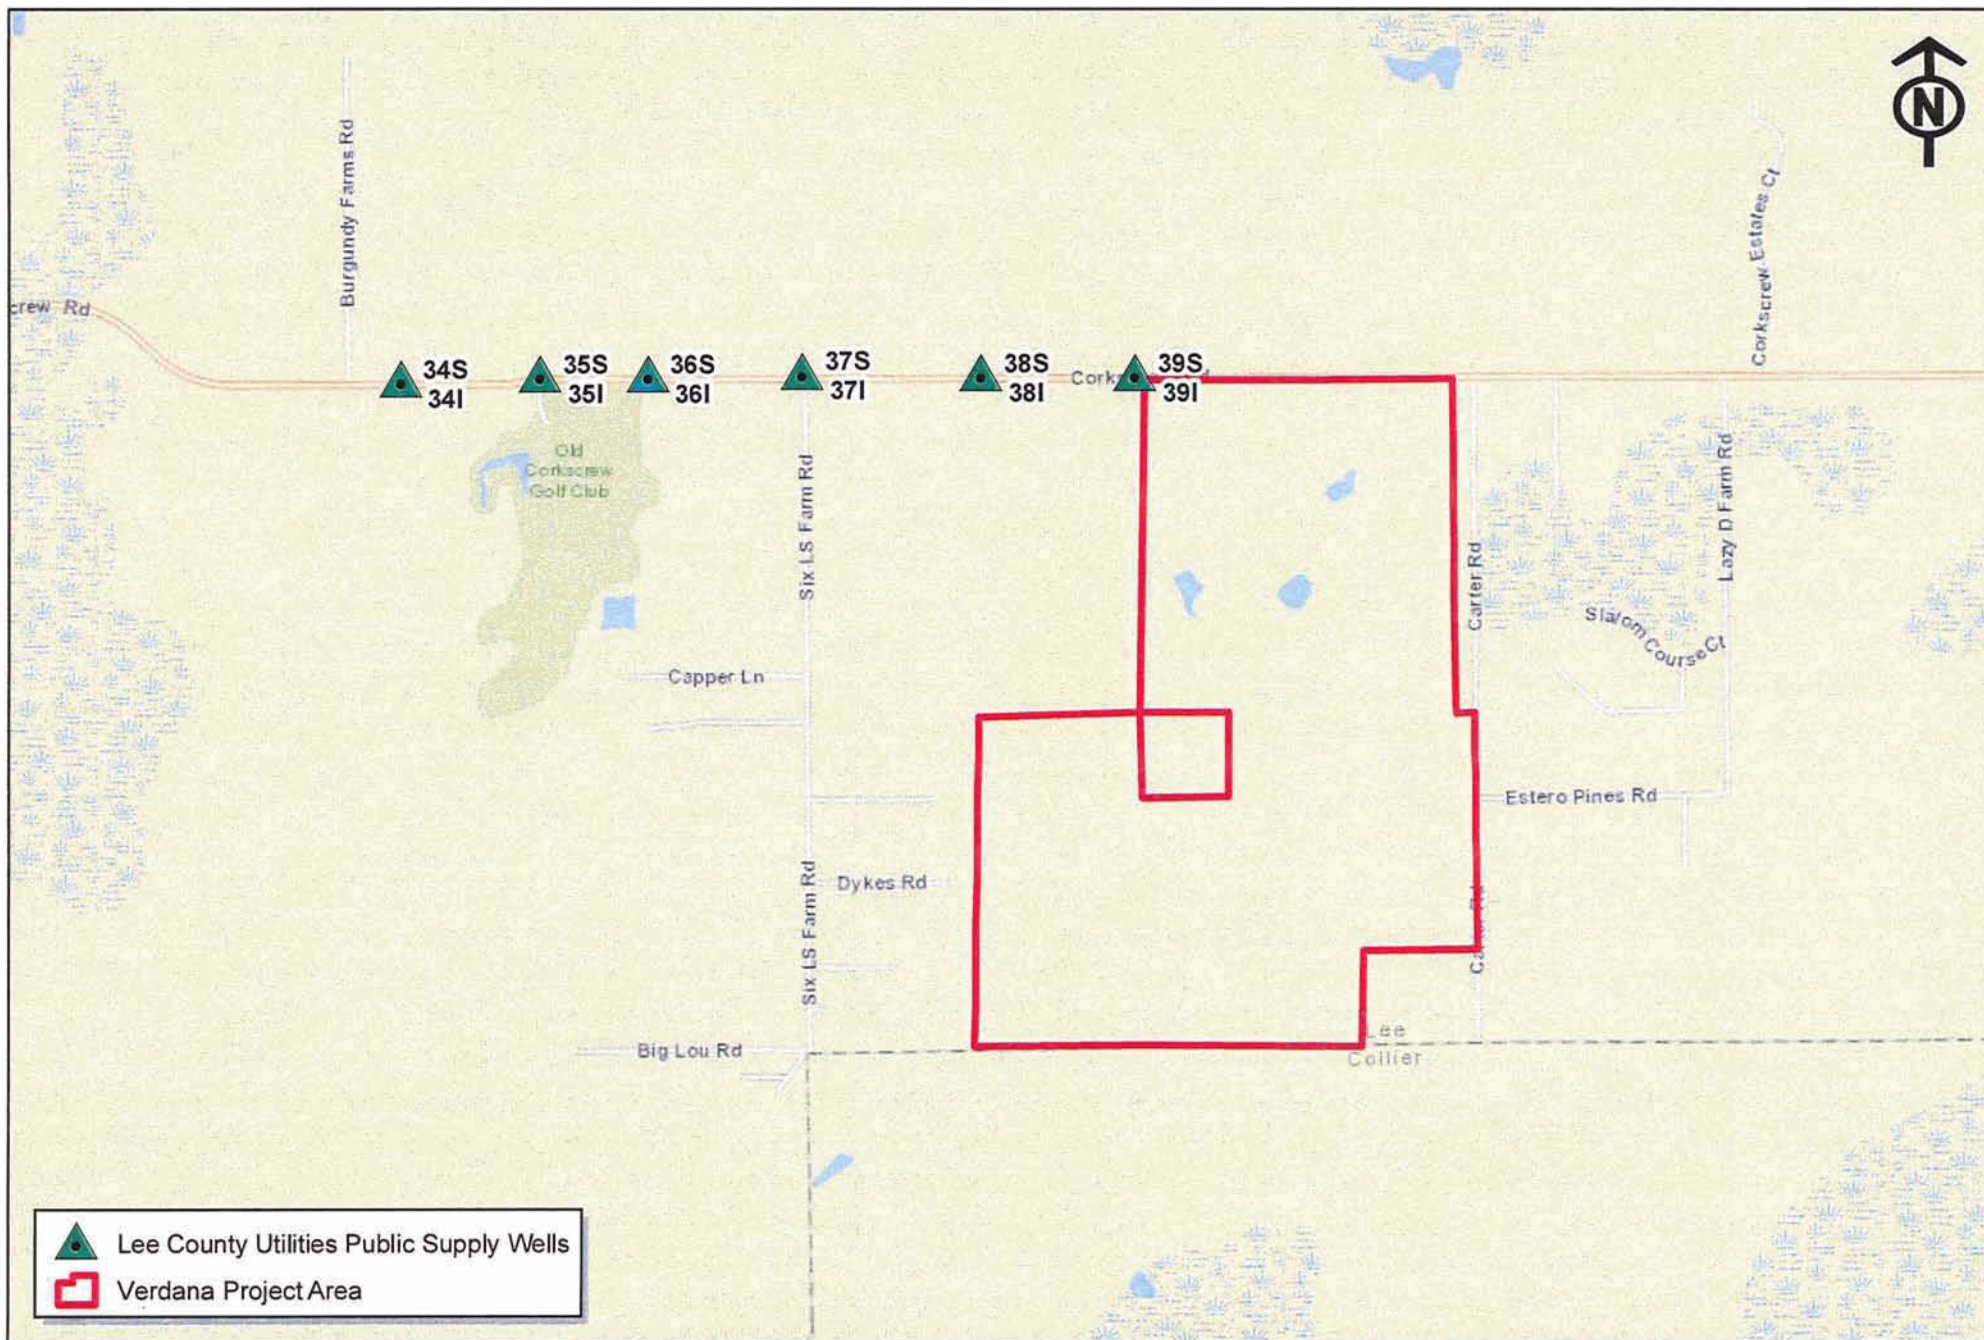 N
Burgundy Farms Rd
Corkscrew Estates Ct
crew Rd
34S
34I
35S
35I
36S
36I
37S
37I
38S
38I
39S
39I
Old
Corkscrew
Golf Club
Six LS Farm Rd
Carter Rd
Lazy D Farm Rd
Slalom Course Ct
Capper Ln
Estero Pines Rd
Dykes Rd
Six LS Farm Rd
Carter Rd
Big Lou Rd
Lee
Collier
Lee County Utilities Public Supply Wells
Verdana Project Area